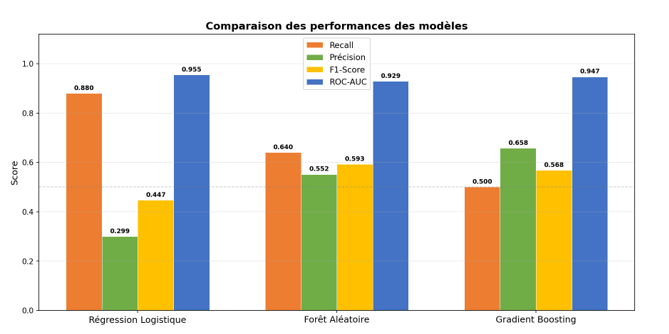 Comparaison des performances des modèles
Recall
Précision
F1-Score
ROC-AUC
Score
1.0
0.8
0.6
0.4
0.2
0.0
0.880
0.299
0.447
0.955
0.640
0.552
0.593
0.929
0.500
0.658
0.568
0.947
Régression Logistique
Forêt Aléatoire
Gradient Boosting